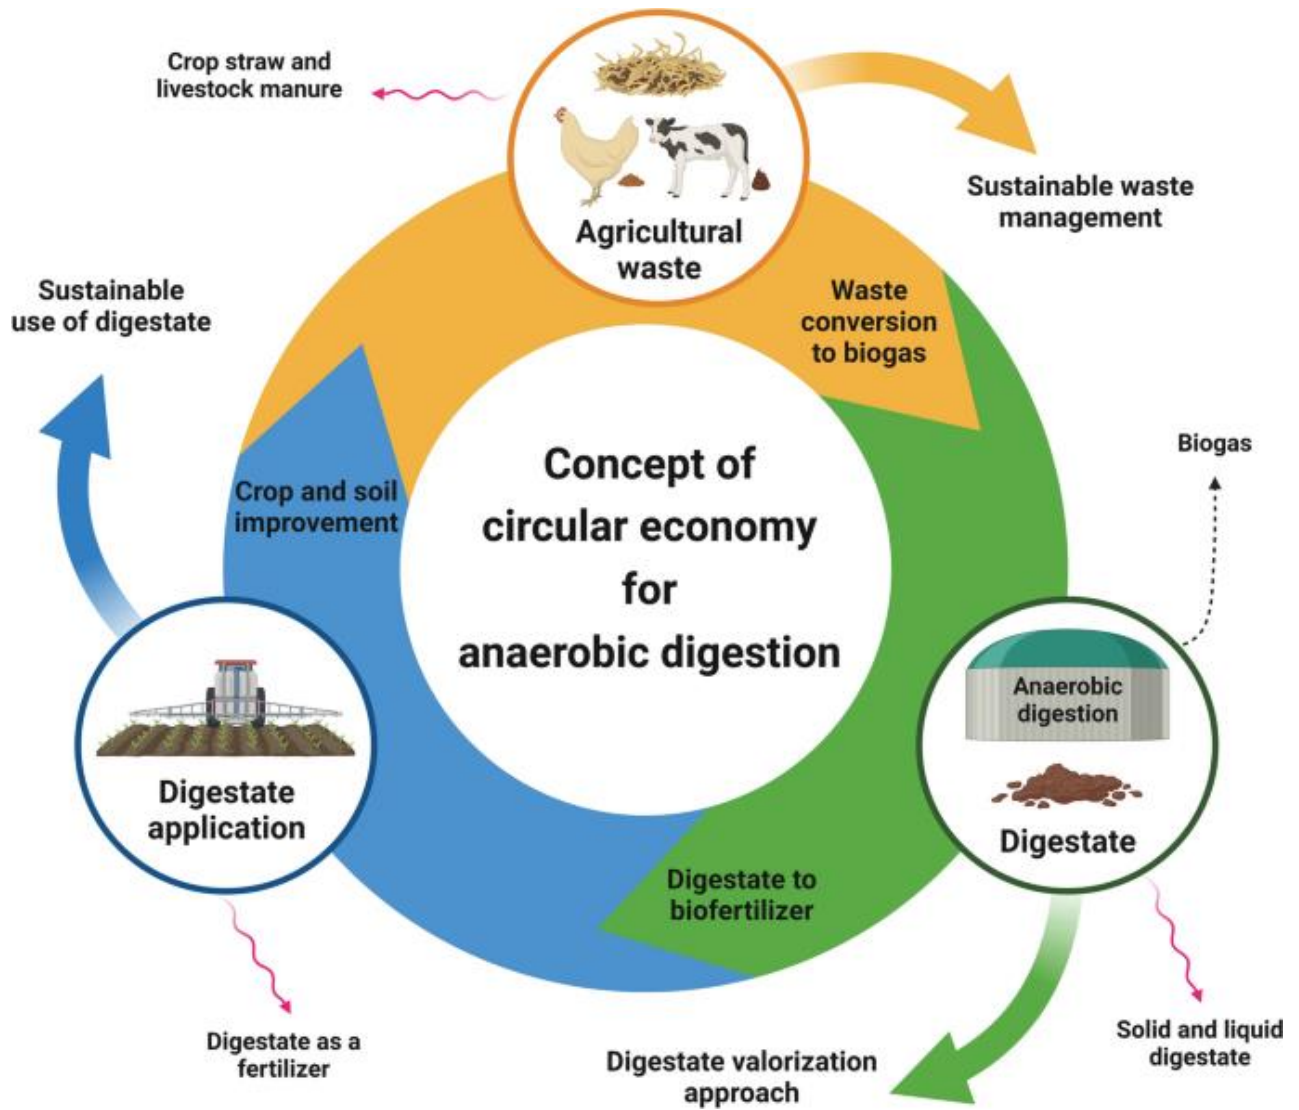 Crop straw and
livestock manure
Agricultural
waste
Sustainable waste
management
Sustainable
use of digestate
Waste
conversion
to biogas
Biogas
Crop and soil
improvement
Concept of
circular economy
for
anaerobic digestion
Anaerobic
digestion
Digestate
Digestate
application
Digestate to
biofertilizer
Digestate as a
fertilizer
Digestate valorization
approach
Solid and liquid
digestate